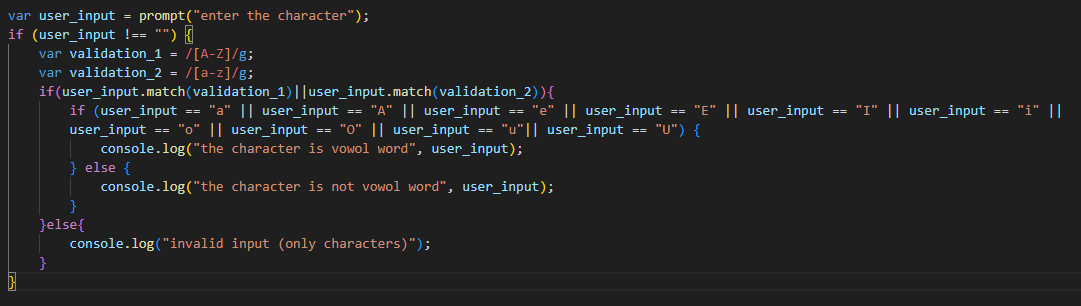 var user_input = prompt("enter the character");
if (user_input !== "") {
    var validation_1 = /[A-Z]/g;
    var validation_2 = /[a-z]/g;
    if(user_input.match(validation_1)||user_input.match(validation_2)){
        if (user_input == "a" || user_input == "A" || user_input == "e" || user_input == "E" || user_input == "I" || user_input == "i" ||
        user_input == "o" || user_input == "O" || user_input == "u"|| user_input == "U") {
            console.log("the character is vowol word", user_input);
        } else {
            console.log("the character is not vowol word", user_input);
        }
    }else{
        console.log("invalid input (only characters)");
    }
}